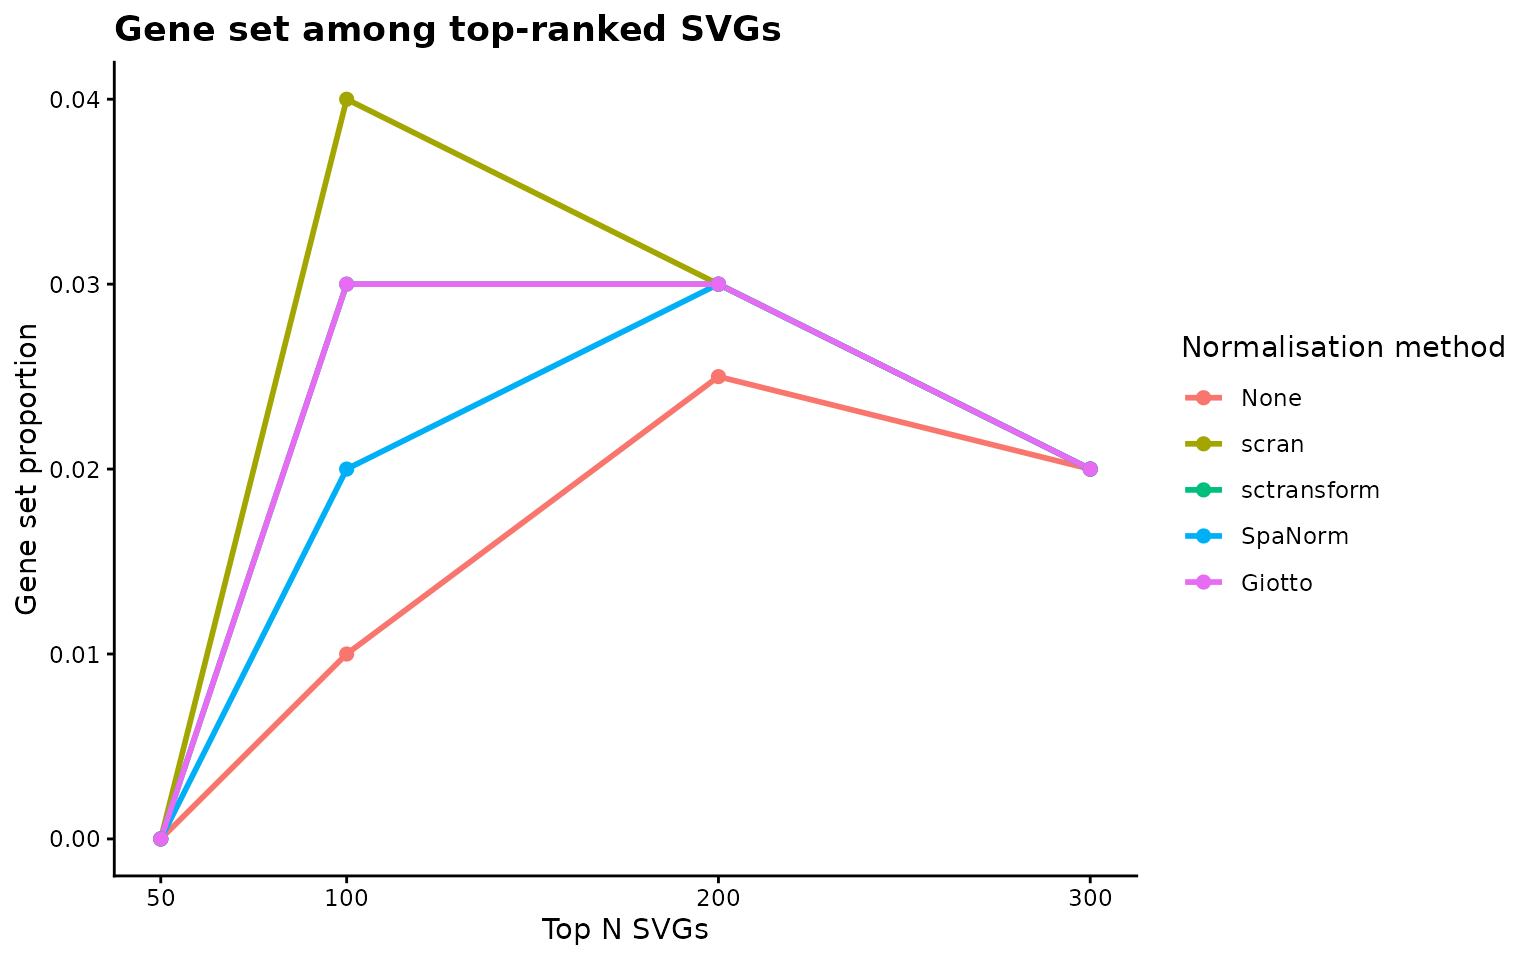 Gene set among top-ranked SVGs
Gene set proportion
0.04
0.03
0.02
0.01
0.00
50 100 200 300
Top N SVGs
Normalisation method
None
scran
sctransform
SpaNorm
Giotto